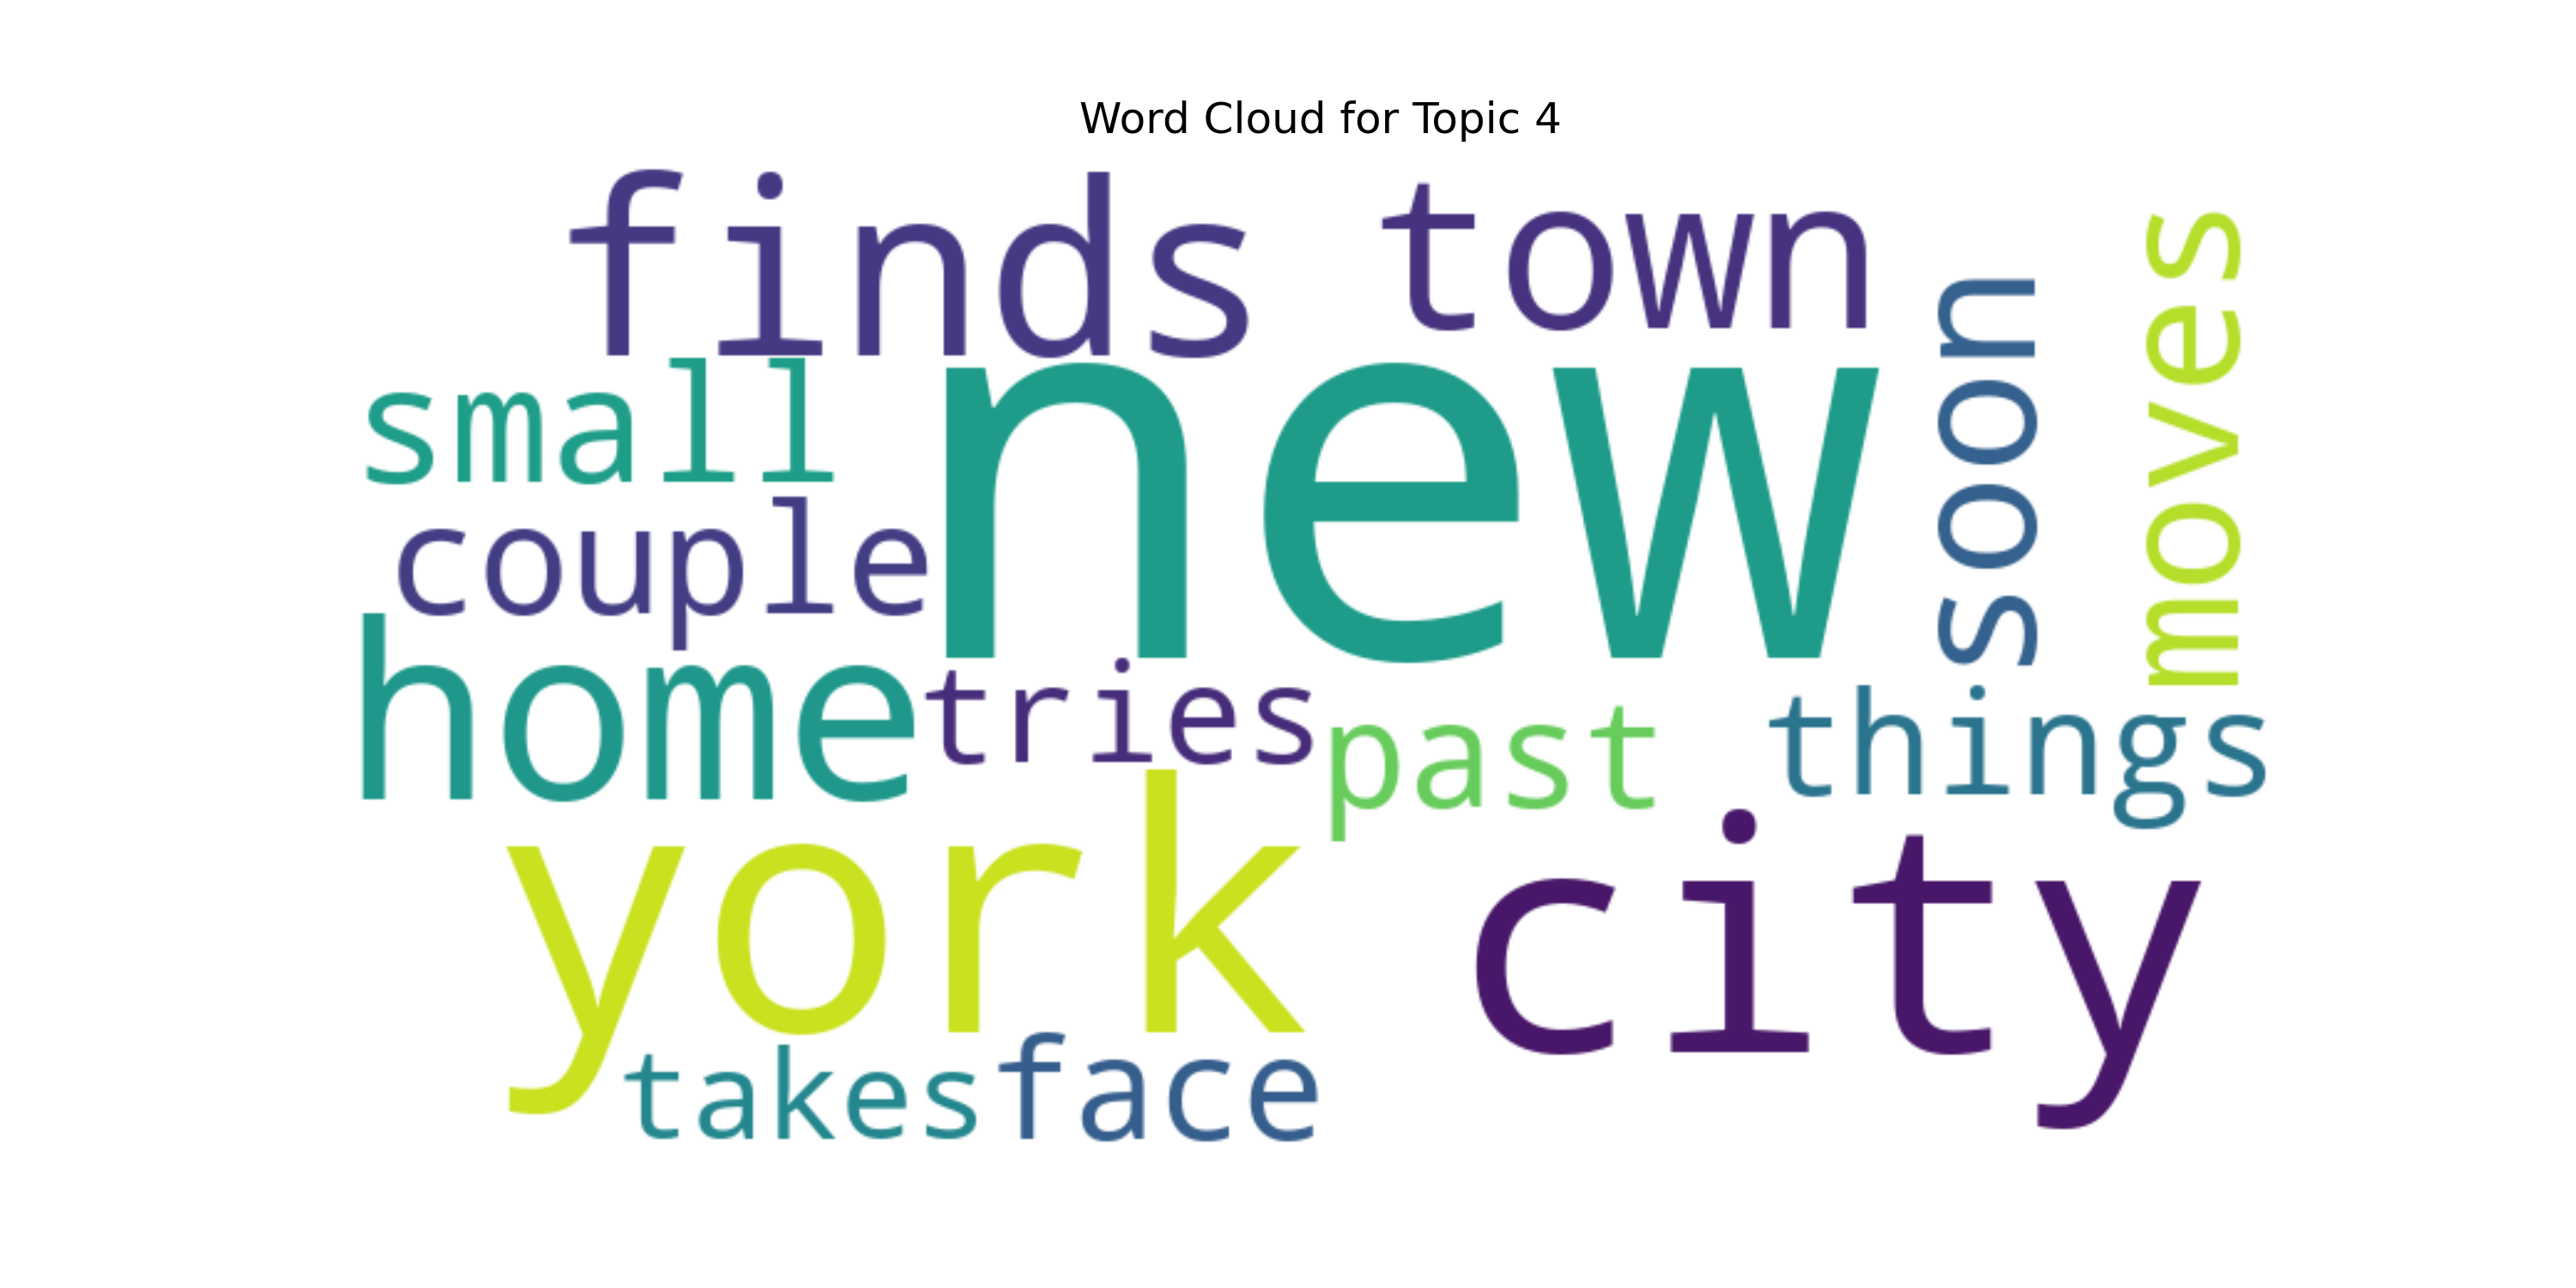 Word Cloud for Topic 4
finds town
soon
moves
small
new
couple
home
tries
past
things
york
city
takes
face